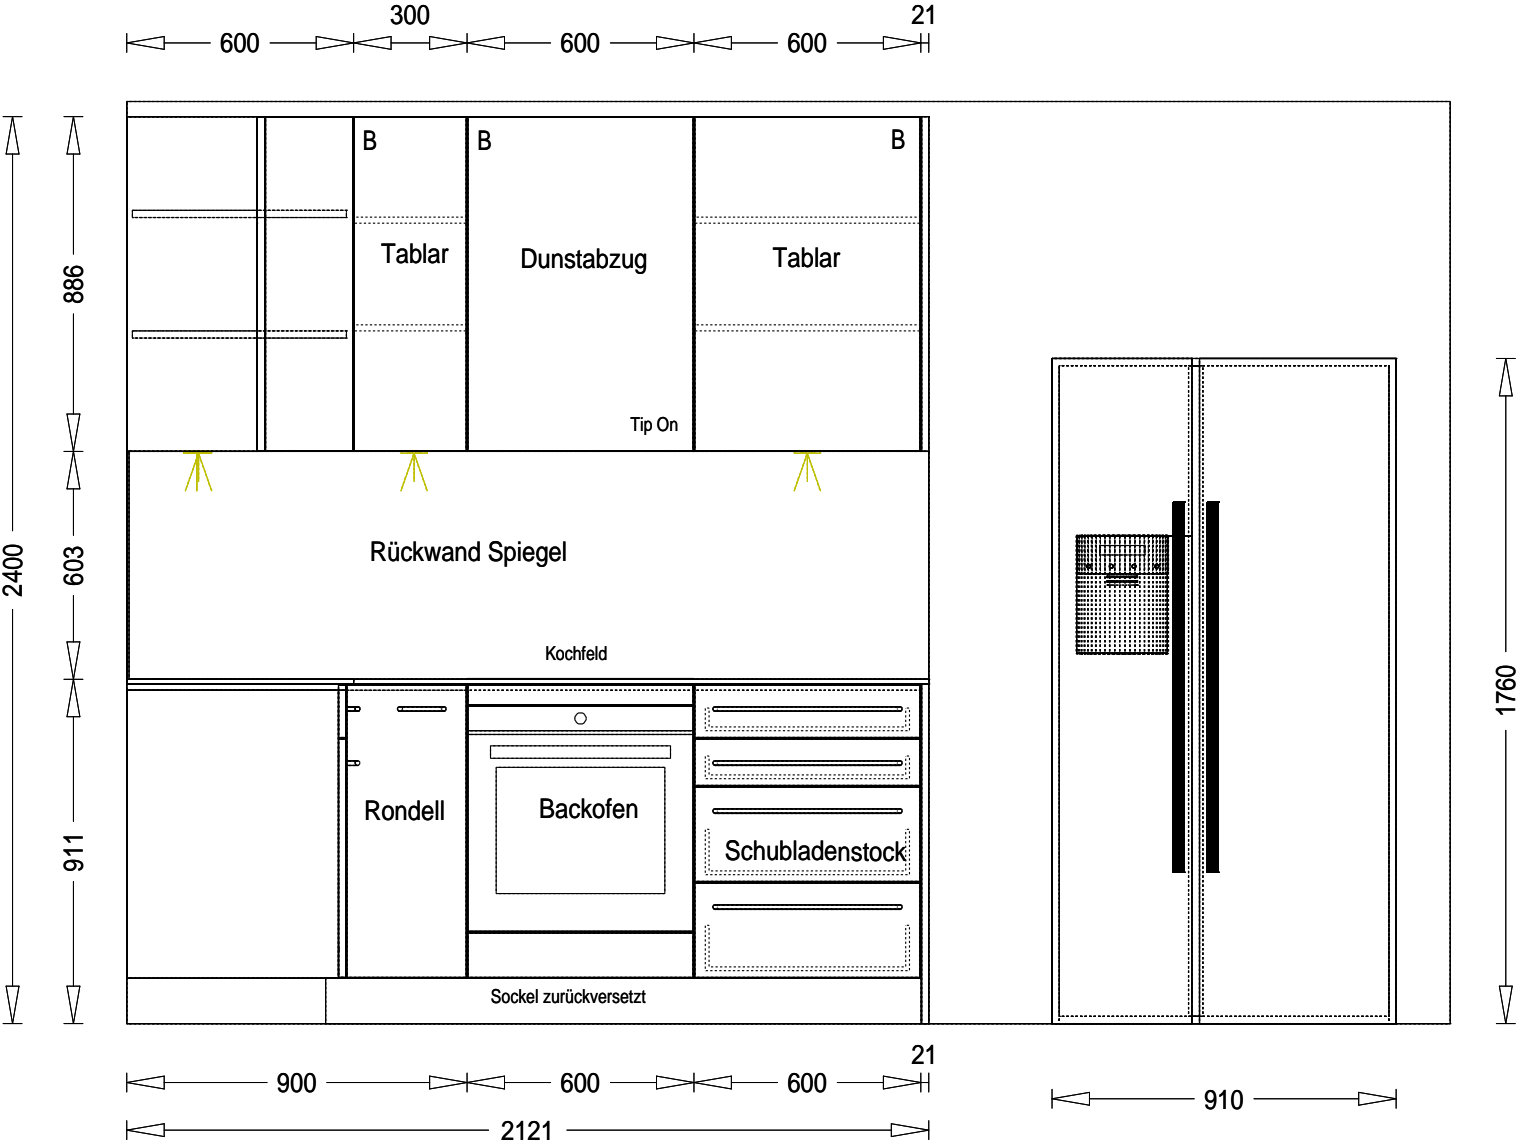 300 21
600 600 600
B B B
Tablar Dunstabzug Tablar
886
Tip On
2400
603
Rückwand Spiegel
Kochfeld
1760
911
Rondell Backofen
Schubladenstock
Sockel zurückversetzt
21
900 600 600
910
2121